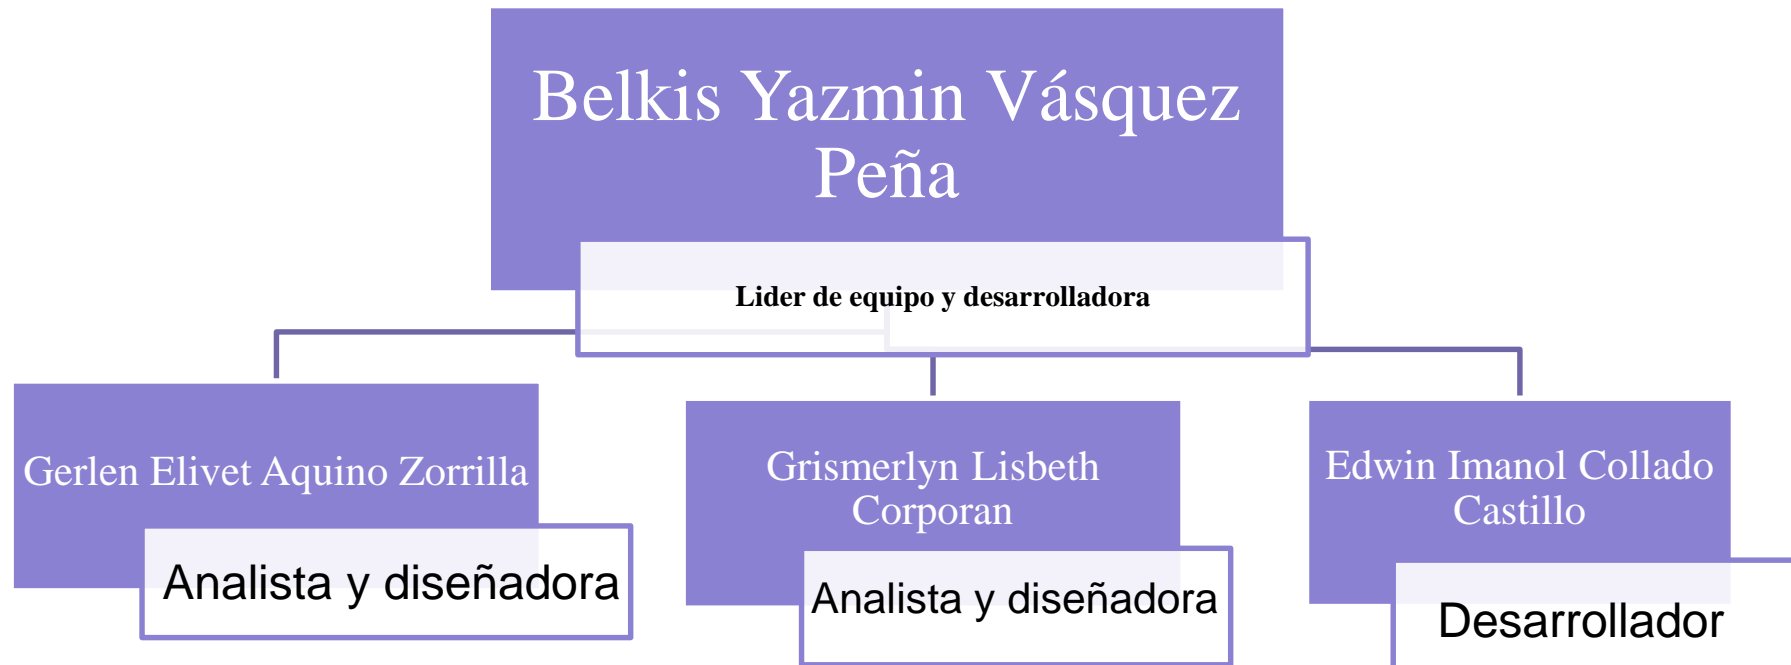 Belkis Yazmin Vásquez
Peña
Lider de equipo y desarrolladora
Gerlen Elivet Aquino Zorrilla
Analista y diseñadora
Grismerlyn Lisbeth
Corporan
Analista y diseñadora
Edwin Imanol Collado
Castillo
Desarrollador